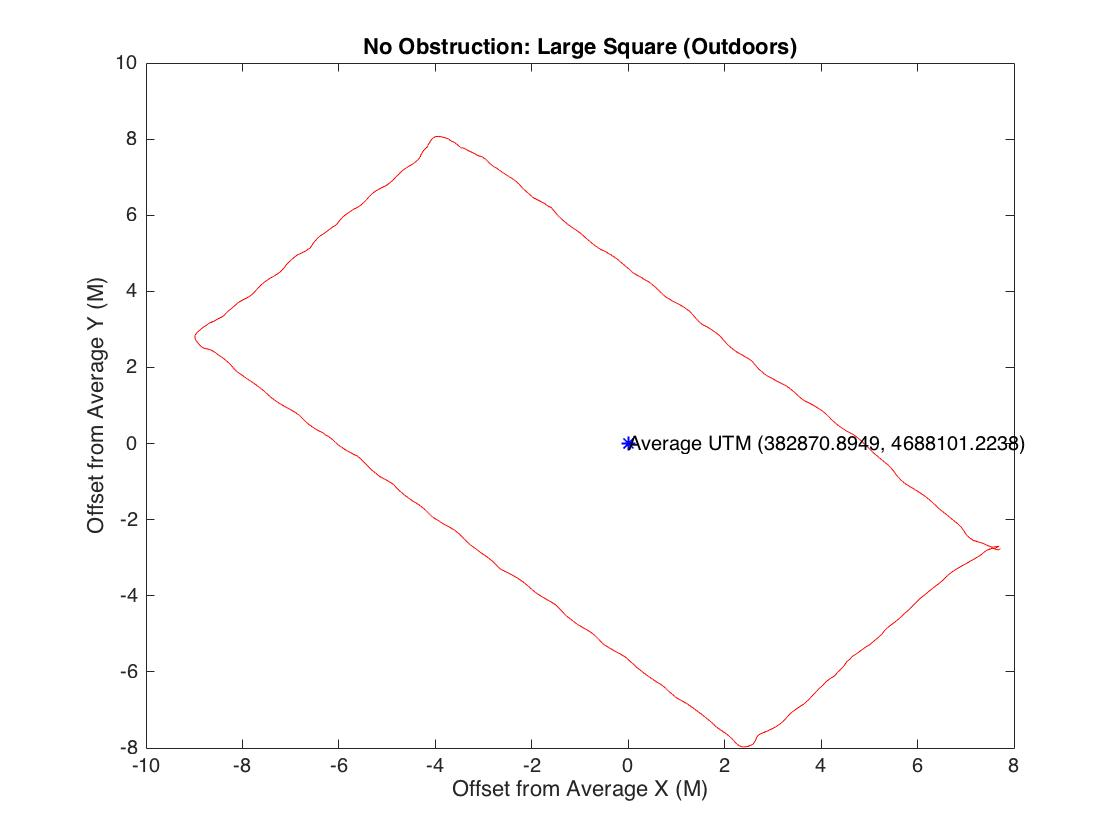 No Obstruction: Large Square (Outdoors)
10
8
6
4
2
0
-2
-4
-6
-8
Offset from Average Y (M)
Average UTM (382870.8949, 4688101.2238)
-10 -8 -6 -4 -2 0 2 4 6 8
Offset from Average X (M)